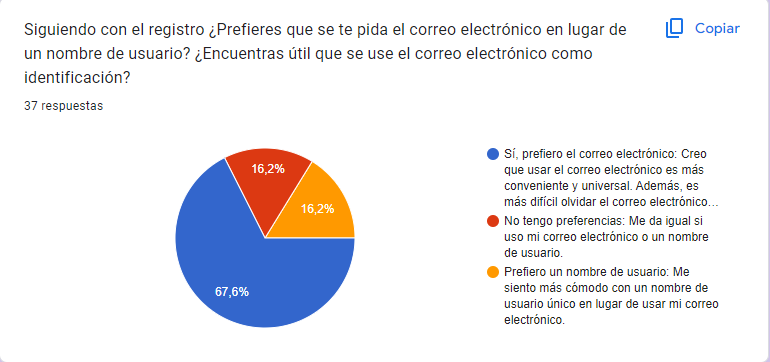 Siguiendo con el registro ¿Prefieres que se te pida el correo electrónico en lugar de
un nombre de usuario? ¿Encuentras útil que se use el correo electrónico como
identificación?
Copiar
37 respuestas
16,2%
16,2%
67,6%
Sí, prefiero el correo electrónico: Creo
que usar el correo electrónico es más
conveniente y universal. Además, es
más difícil olvidar el correo electrónico…
No tengo preferencias: Me da igual si
uso mi correo electrónico o un nombre
de usuario.
Prefiero un nombre de usuario: Me
siento más cómodo con un nombre de
usuario único en lugar de usar mi correo
electrónico.